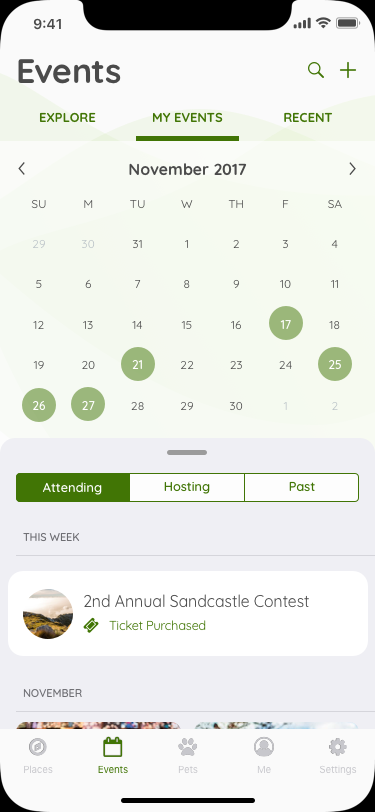 9:41
Events
EXPLORE MY EVENTS RECENT
November 2017
SU M TU W TH F SA
29 30 31 1 2 3 4
5 6 7 8 9 10 11
12 13 14 15 16 17 18
19 20 21 22 23 24 25
26 27 28 29 30 1 2
Attending Hosting Past
THIS WEEK
2nd Annual Sandcastle Contest
Ticket Purchased
NOVEMBER
Places Events Pets Me Settings